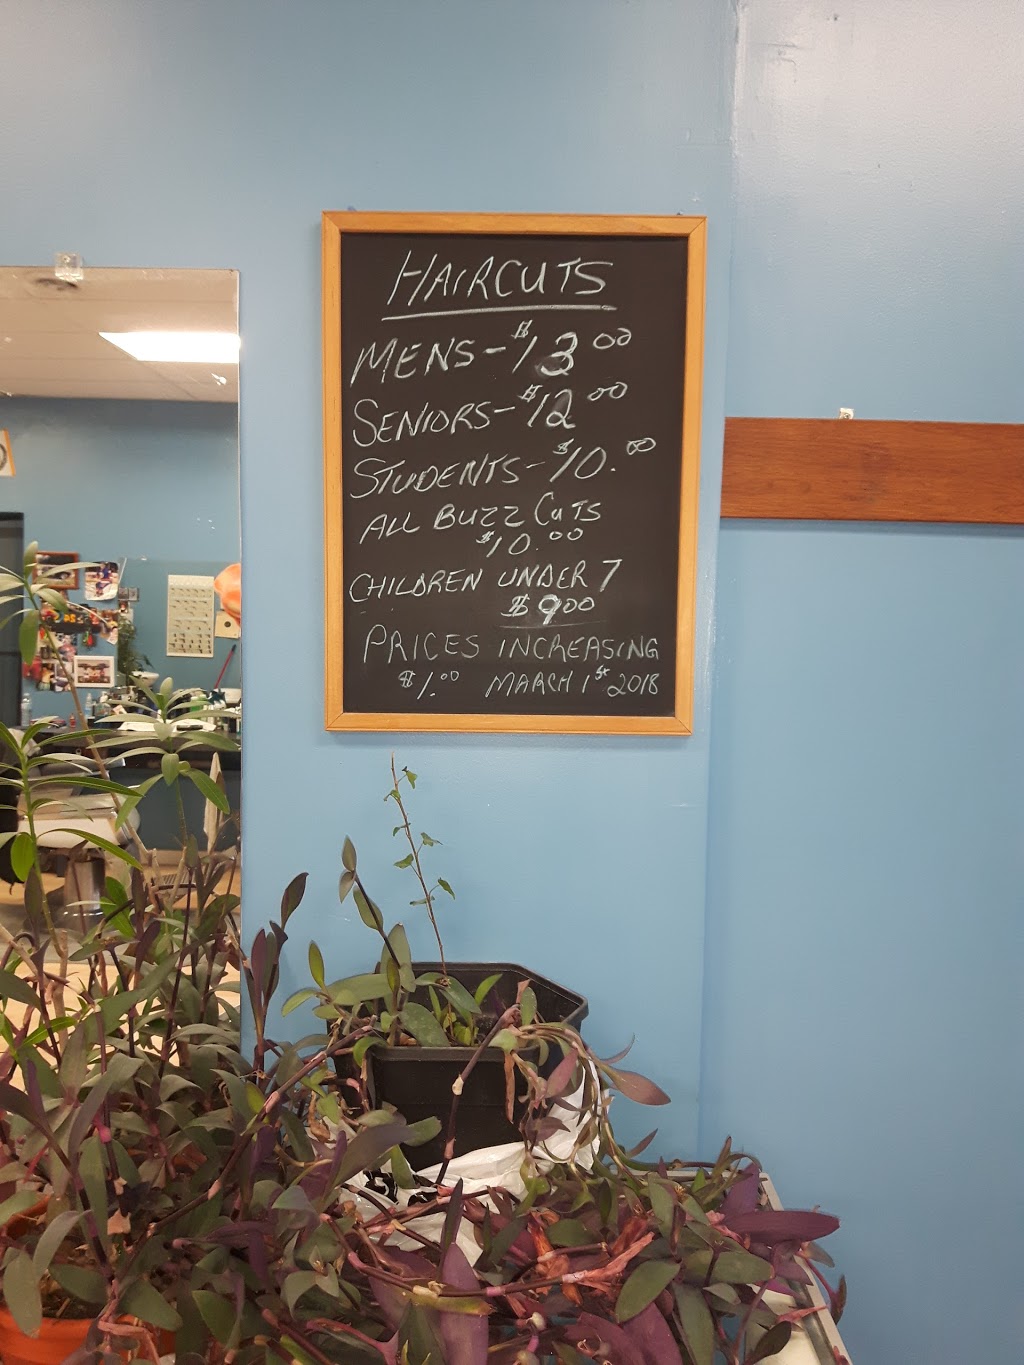 HAIRCUTS
MENS - $13 00
SENIORS - $12 00
STUDENTS - $10.00
ALL BUZZ CUTS
$10.00
CHILDREN UNDER 7
$9.00
PRICES INCREASING
$1.00 MARCH 1st 2018